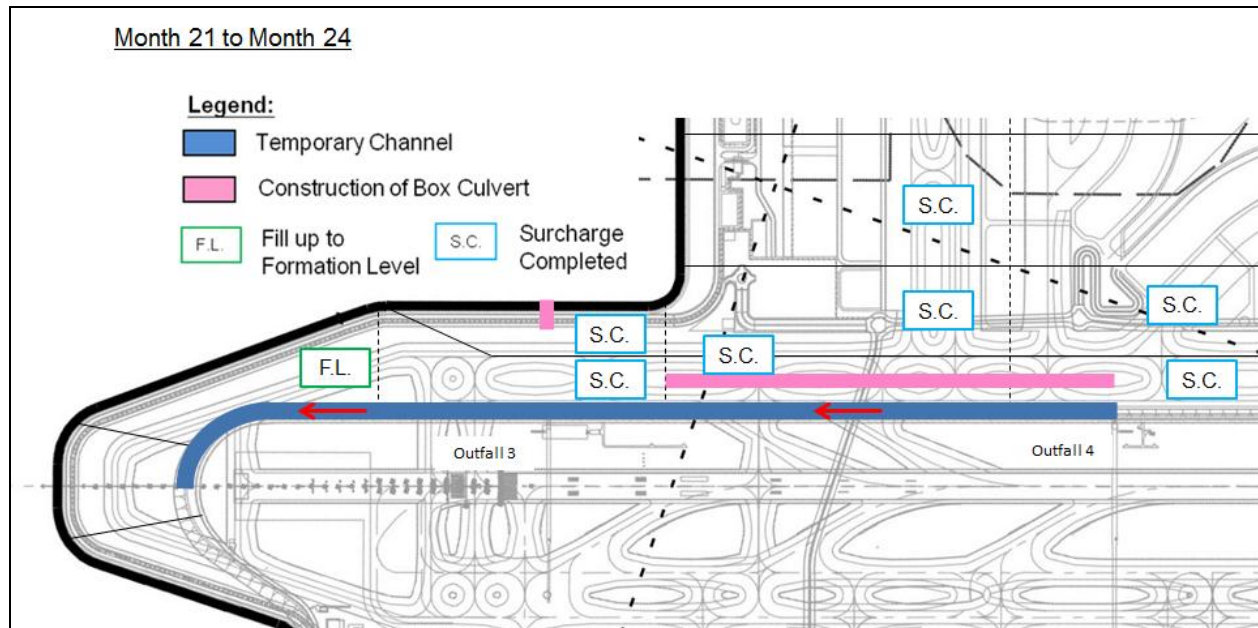 Month 21 to Month 24
Legend:
Temporary Channel
Construction of Box Culvert
F.L.
Fill up to
Formation Level
S.C.
Surcharge
Completed
S.C.
S.C.
S.C.
S.C.
S.C.
F.L.
S.C.
S.C.
Outfall 3
Outfall 4